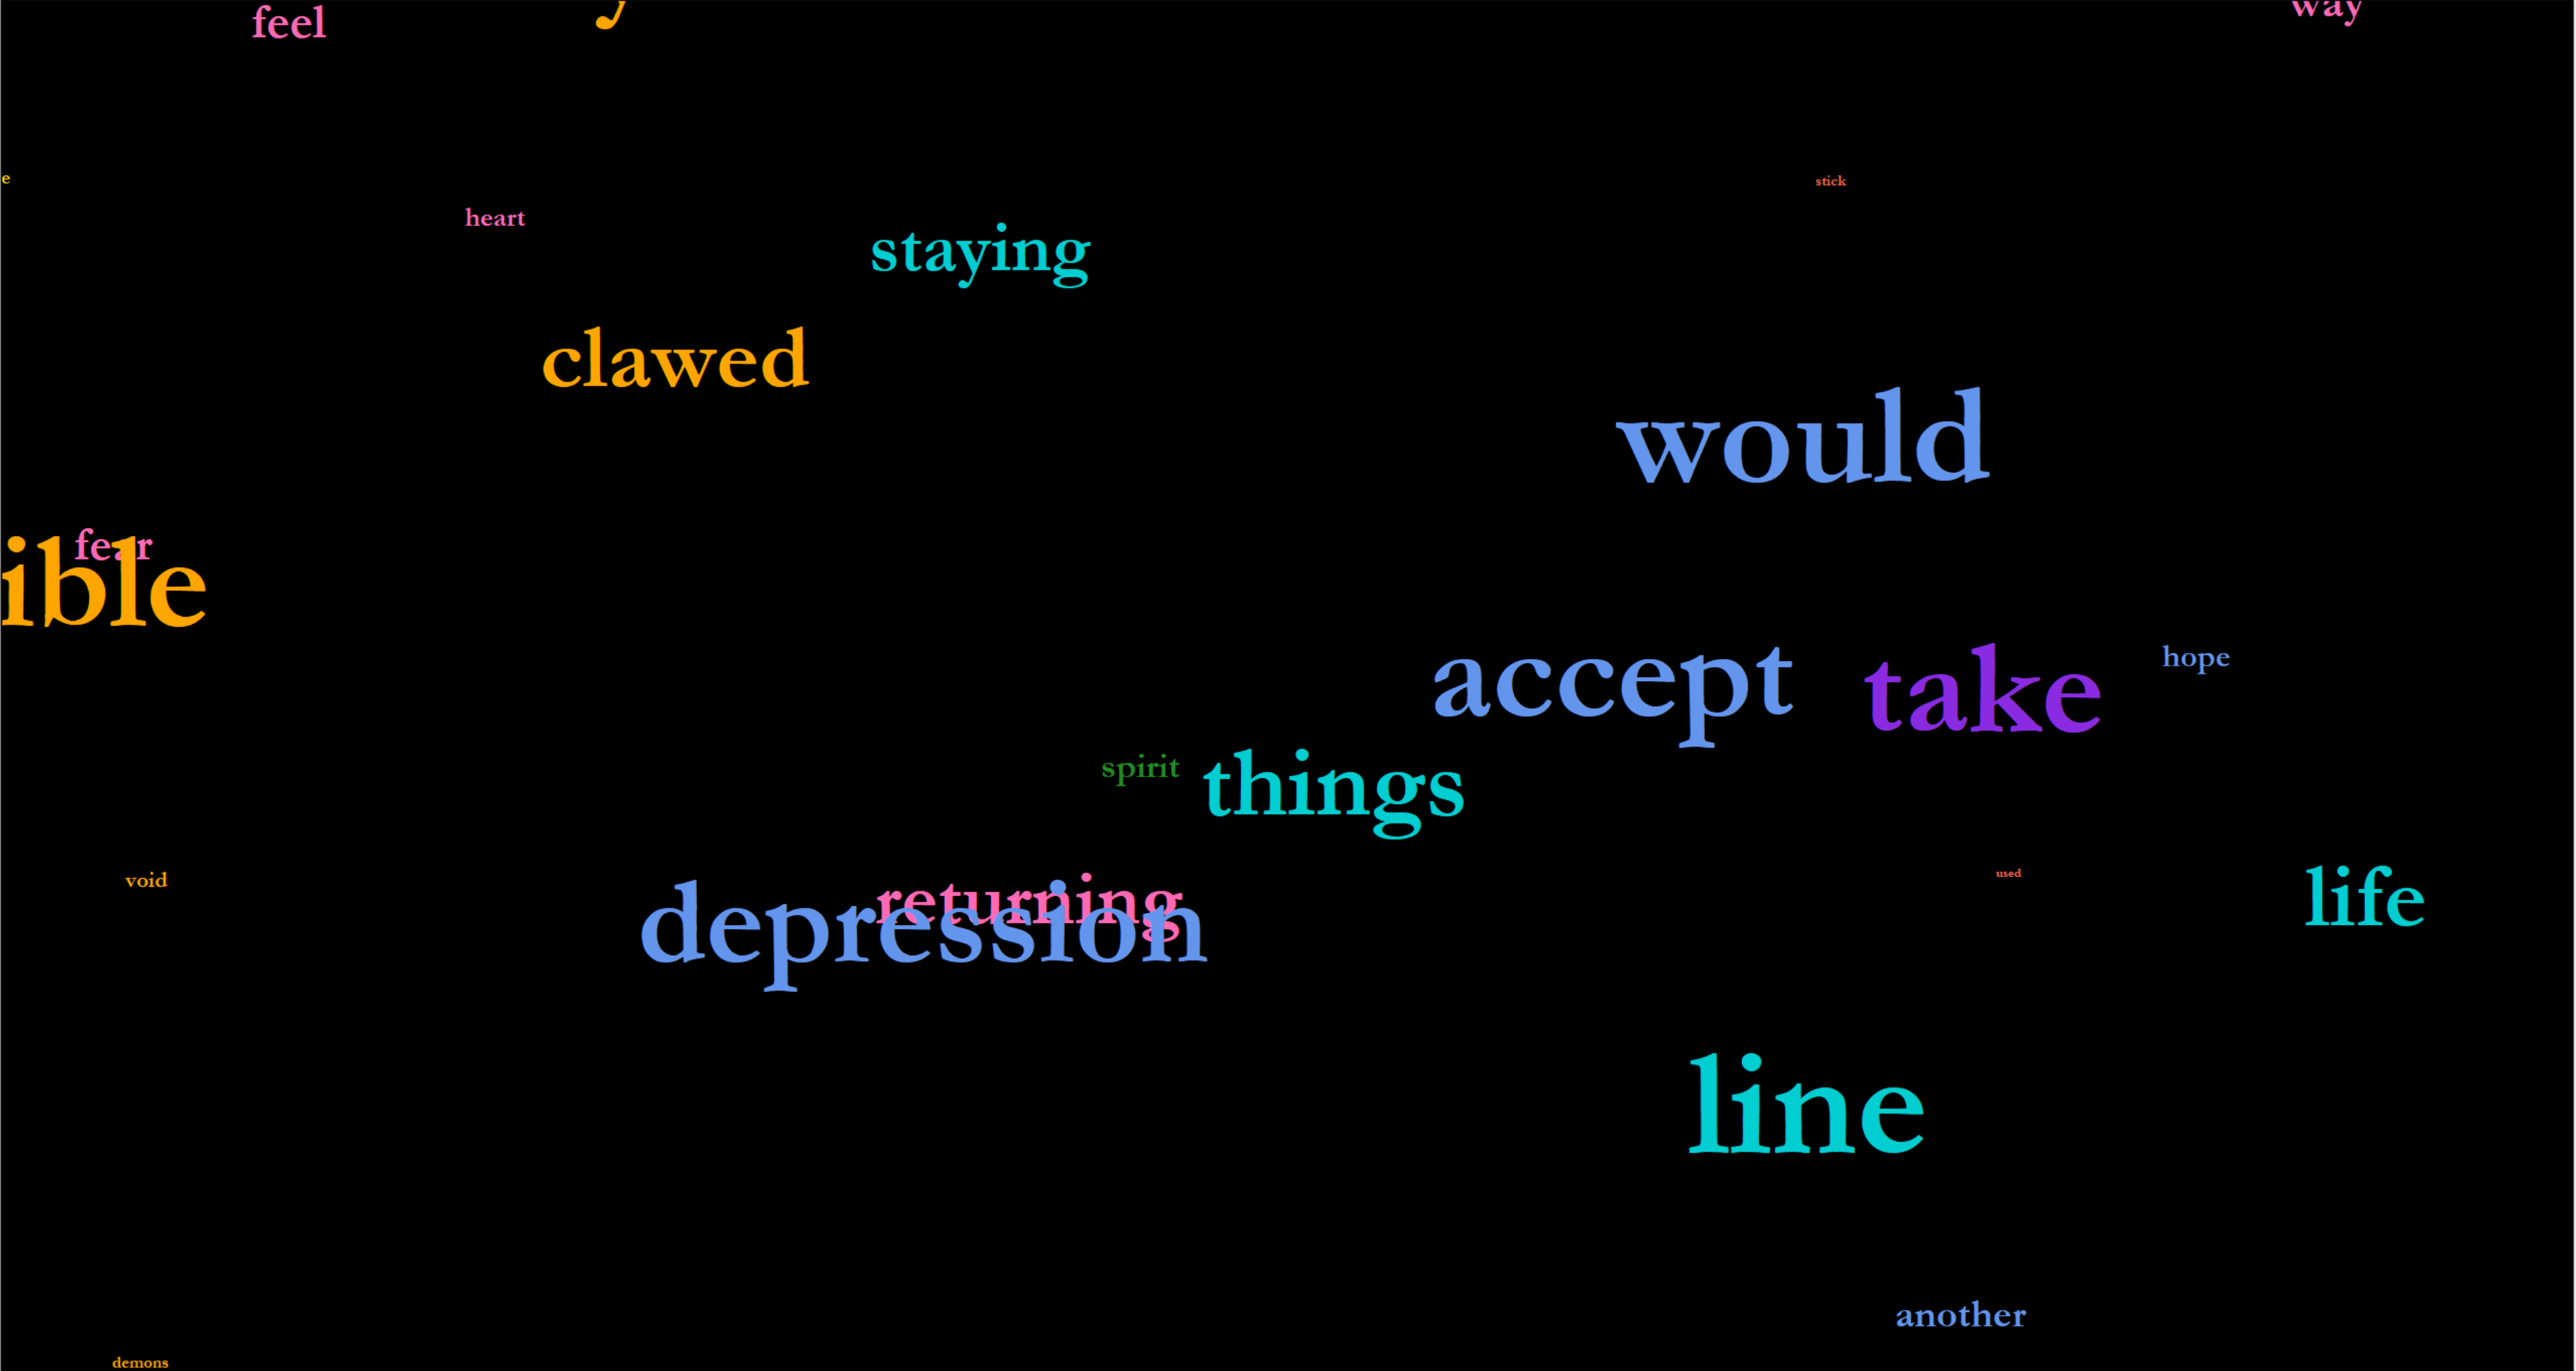 feel
way
e
stick
heart
staying
clawed
would
fear
ible
accept
take
hope
spirit
things
void
returning
used
life
depression
line
another
demons